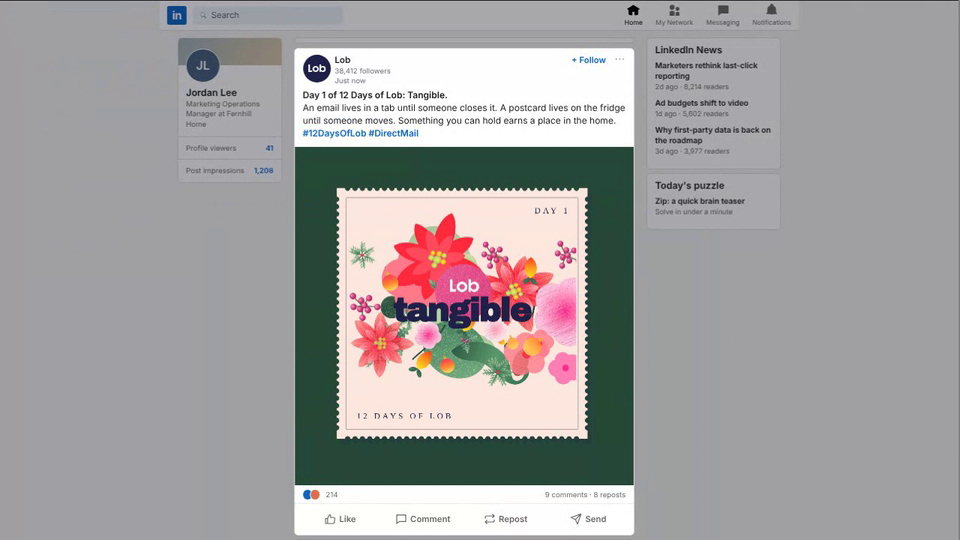 in
Search
Home
My Network
Messaging
Notifications
JL
Jordan Lee
Marketing Operations
Manager at Fernhill
Home
Profile viewers 41
Post impressions 1,208
Lob
Lob
38,412 followers
Just now
+ Follow
Day 1 of 12 Days of Lob: Tangible.
An email lives in a tab until someone closes it. A postcard lives on the fridge
until someone moves. Something you can hold earns a place in the home.
#12DaysOfLob #DirectMail
DAY 1
Lob
tangible
12 DAYS OF LOB
214
9 comments · 8 reposts
Like
Comment
Repost
Send
LinkedIn News
Marketers rethink last-click
reporting
2d ago · 8,214 readers
Ad budgets shift to video
1d ago · 5,602 readers
Why first-party data is back on
the roadmap
3d ago · 3,977 readers
Today's puzzle
Zip: a quick brain teaser
Solve in under a minute